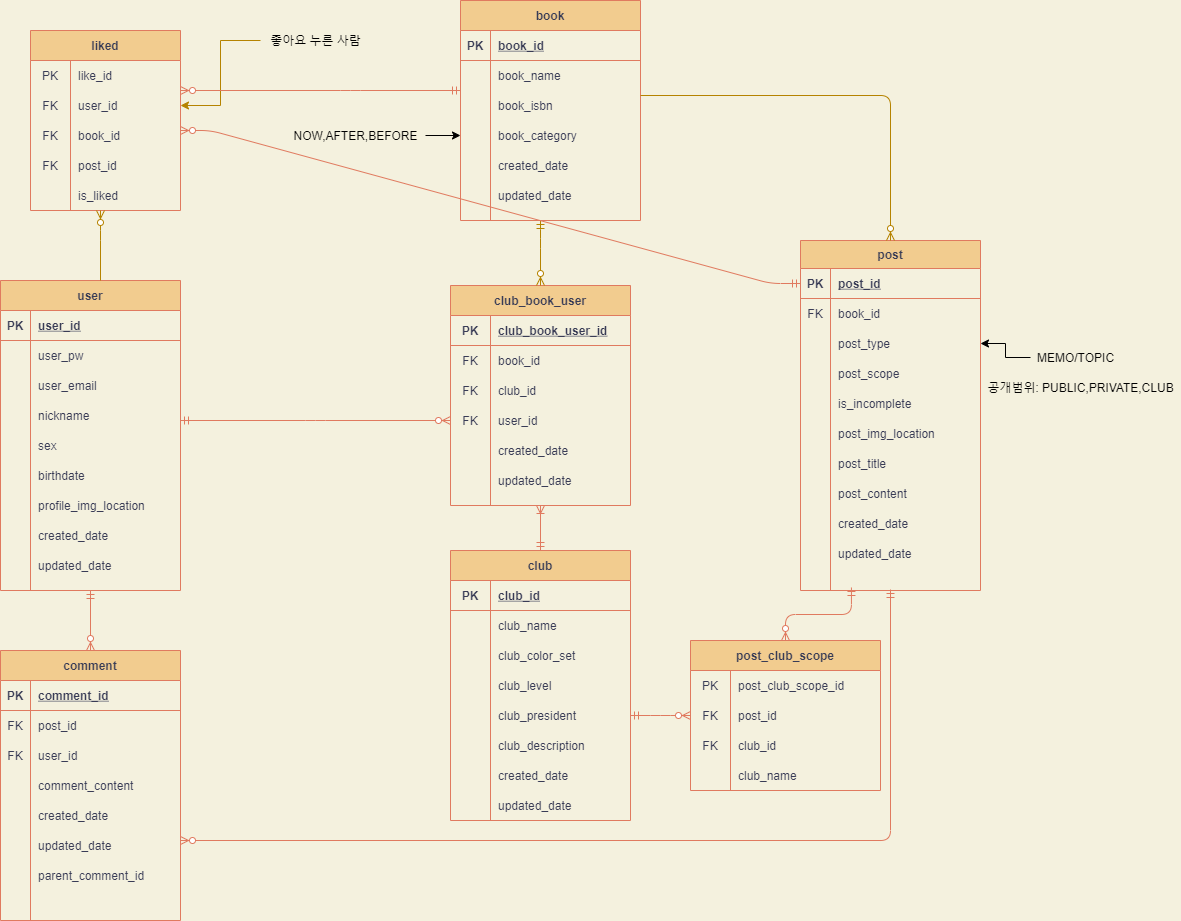 liked
PK like_id
FK user_id
FK book_id
FK post_id
is_liked
좋아요 누른 사람
book
PK book_id
book_name
book_isbn
book_category
created_date
updated_date
NOW,AFTER,BEFORE
user
PK user_id
user_pw
user_email
nickname
sex
birthdate
profile_img_location
created_date
updated_date
club_book_user
PK club_book_user_id
FK book_id
FK club_id
FK user_id
created_date
updated_date
post
PK post_id
FK book_id
post_type
post_scope
is_incomplete
post_img_location
post_title
post_content
created_date
updated_date
MEMO/TOPIC
공개범위: PUBLIC,PRIVATE,CLUB
comment
PK comment_id
FK post_id
FK user_id
comment_content
created_date
updated_date
parent_comment_id
club
PK club_id
club_name
club_color_set
club_level
club_president
club_description
created_date
updated_date
post_club_scope
PK post_club_scope_id
FK post_id
FK club_id
club_name